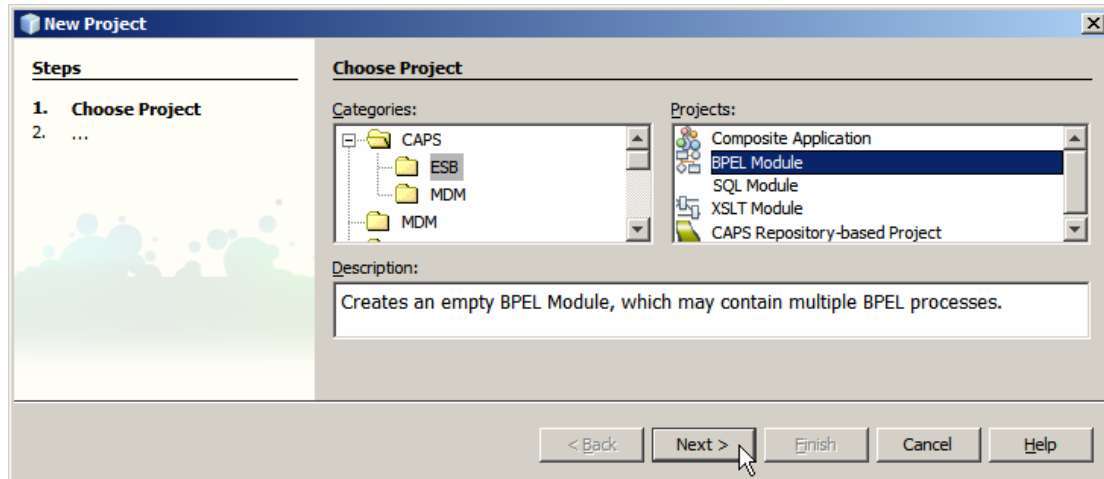 New Project
Steps
1. Choose Project
2. ...
Choose Project
Categories:
CAPS
ESB
MDM
MDM
Projects:
Composite Application
BPEL Module
SQL Module
XSLT Module
CAPS Repository-based Project
Description:
Creates an empty BPEL Module, which may contain multiple BPEL processes.
< Back Next > Finish Cancel Help